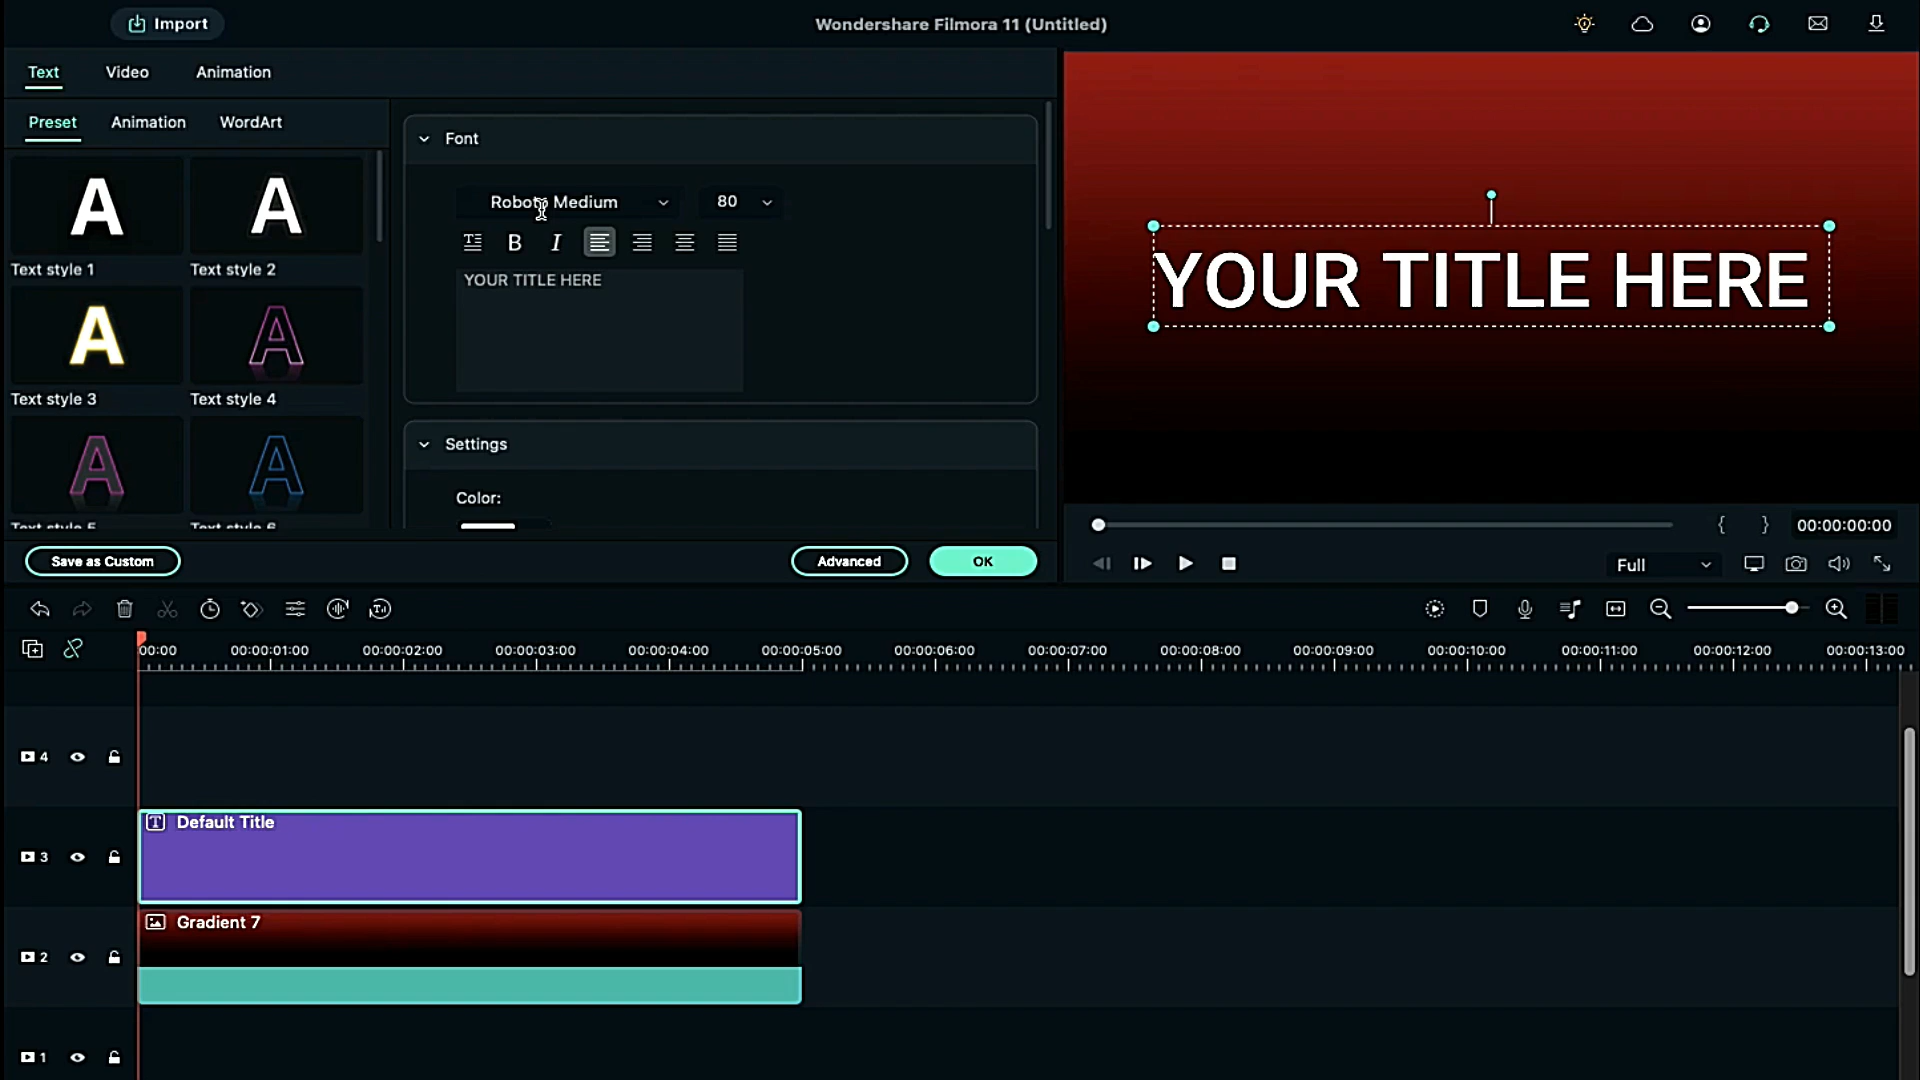 Import
Wondershare Filmora 11 (Untitled)
Text Video Animation
Preset Animation WordArt
Font
Roboto Medium 80
B I
YOUR TITLE HERE
A A
Text style 1 Text style 2
A A
Text style 3 Text style 4
A A
Text style 5 Text style 6
Settings
Color:
YOUR TITLE HERE
Save as Custom Advanced OK
{ } 00:00:00:00
Full
00:00 00:00:01:00 00:00:02:00 00:00:03:00 00:00:04:00 00:00:05:00 00:00:06:00 00:00:07:00 00:00:08:00 00:00:09:00 00:00:10:00 00:00:11:00 00:00:12:00 00:00:13:00
4
Default Title
3
Gradient 7
2
1